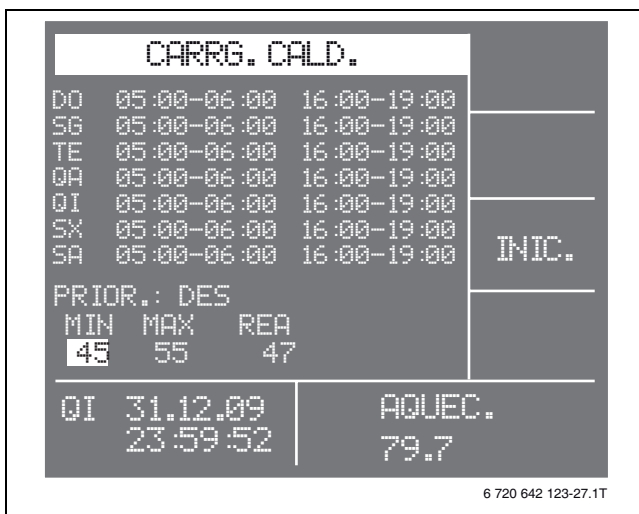 CARRG. CALD.
DO 05:00-06:00 16:00-19:00
SG 05:00-06:00 16:00-19:00
TE 05:00-06:00 16:00-19:00
QA 05:00-06:00 16:00-19:00
QI 05:00-06:00 16:00-19:00
SX 05:00-06:00 16:00-19:00
SA 05:00-06:00 16:00-19:00
INIC.
PRIOR.: DES
MIN MAX REA
45 55 47
QI 31.12.09
23:59:52
AQUEC.
79.7
6 720 642 123-27.1T